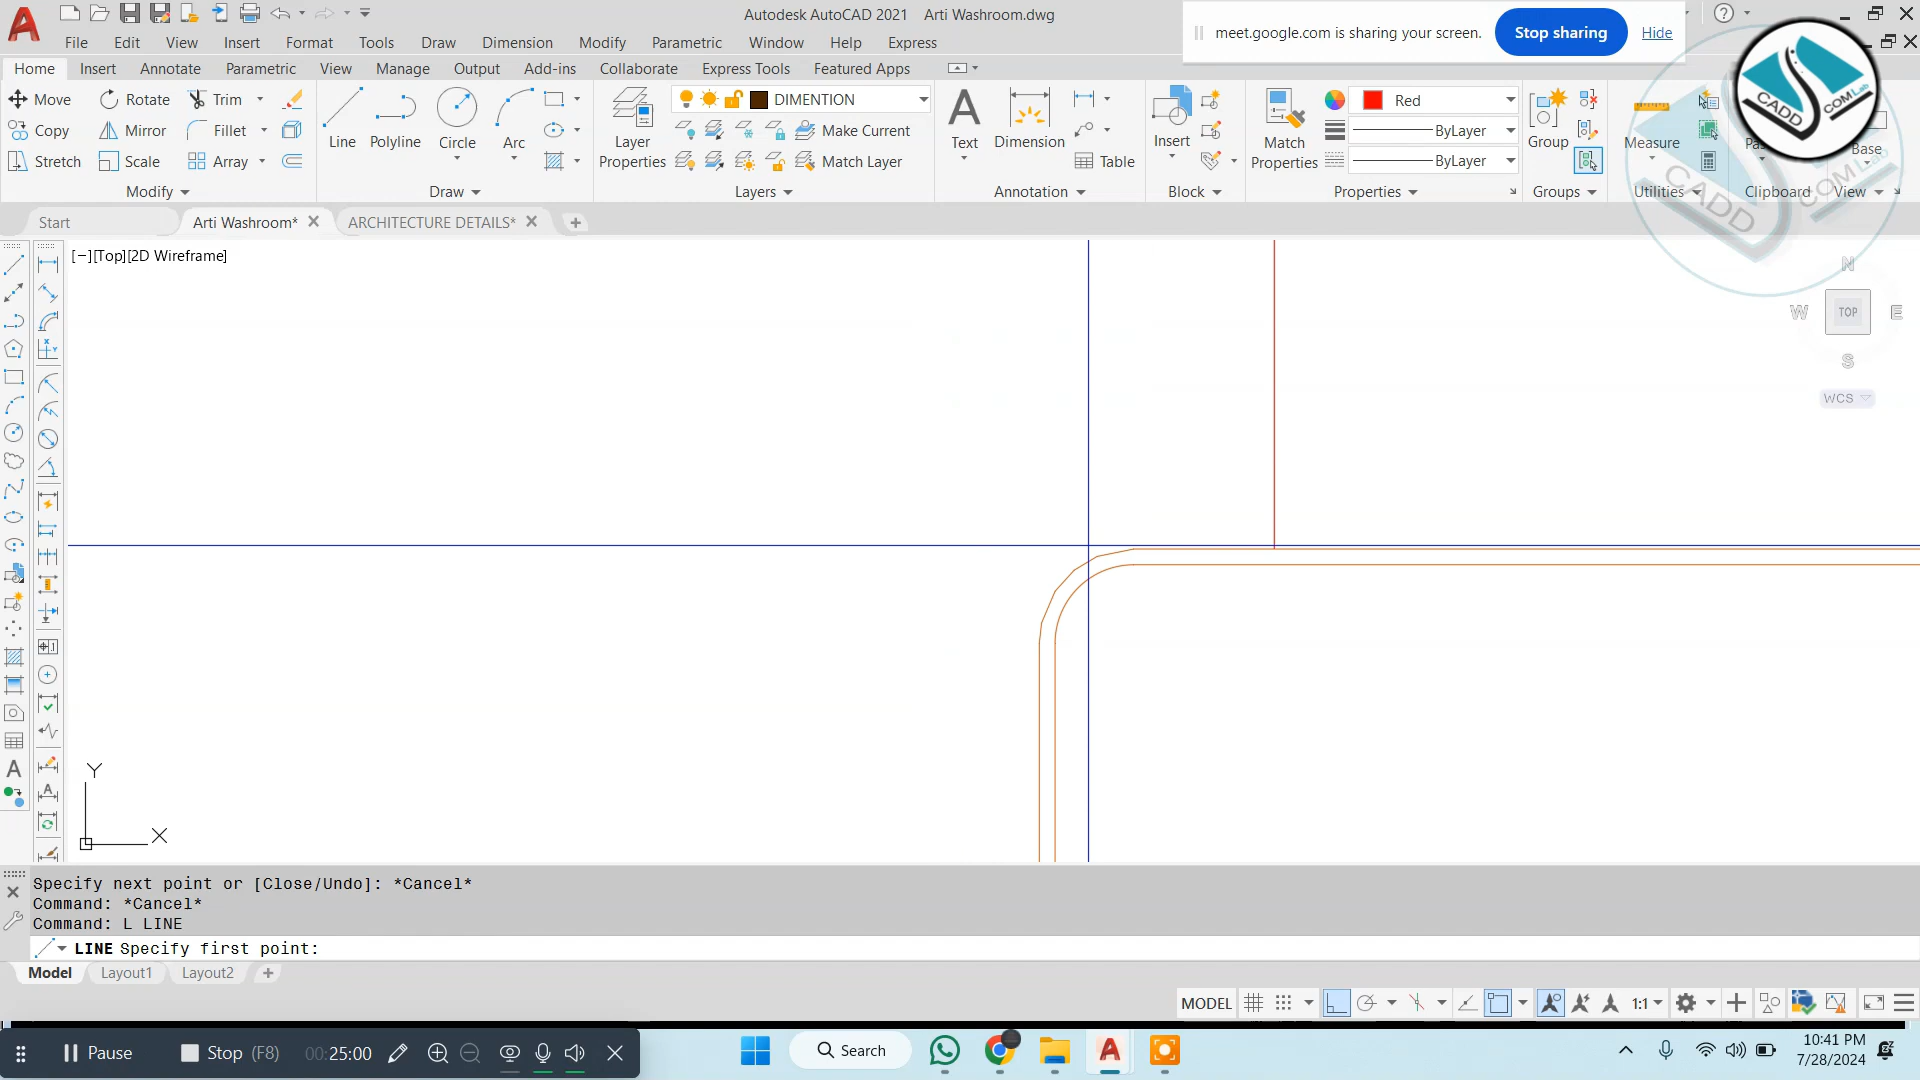 Autodesk AutoCAD 2021 Arti Washroom.dwg
meet.google.com is sharing your screen. Stop sharing Hide
File Edit View Insert Format Tools Draw Dimension Modify Parametric Window Help Express
Home Insert Annotate Parametric View Manage Output Add-ins Collaborate Express Tools Featured Apps
Move Rotate Trim
Copy Mirror Fillet
Stretch Scale Array
Line Polyline Circle Arc
Layer Properties
DIMENTION
Make Current
Match Layer
Text Dimension Table
Insert
Match Properties
Red
ByLayer
ByLayer
Group
Measure
Base
Modify Draw Layers Annotation Block Properties Groups Utilities Clipboard View
CADD COM Lab
CADD COM Lab
Start Arti Washroom* ARCHITECTURE DETAILS*
[−][Top][2D Wireframe]
N
W TOP E
S
WCS
Y
X
Specify next point or [Close/Undo]: *Cancel*
Command: *Cancel*
Command: L LINE
LINE Specify first point:
Model Layout1 Layout2
MODEL 1:1
Pause Stop (F8) 00:25:00
Search
10:41 PM
7/28/2024